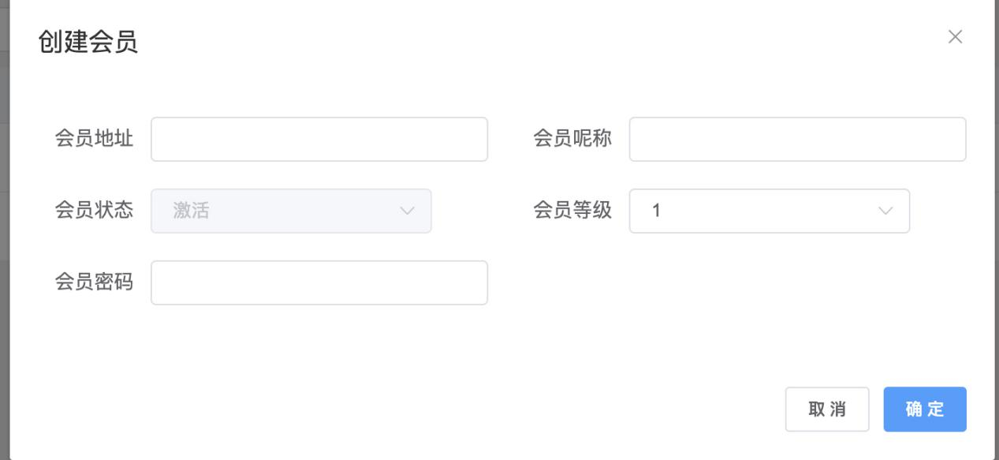 创建会员
会员地址
会员呢称
会员状态 激活
会员等级 1
会员密码
取消 确定